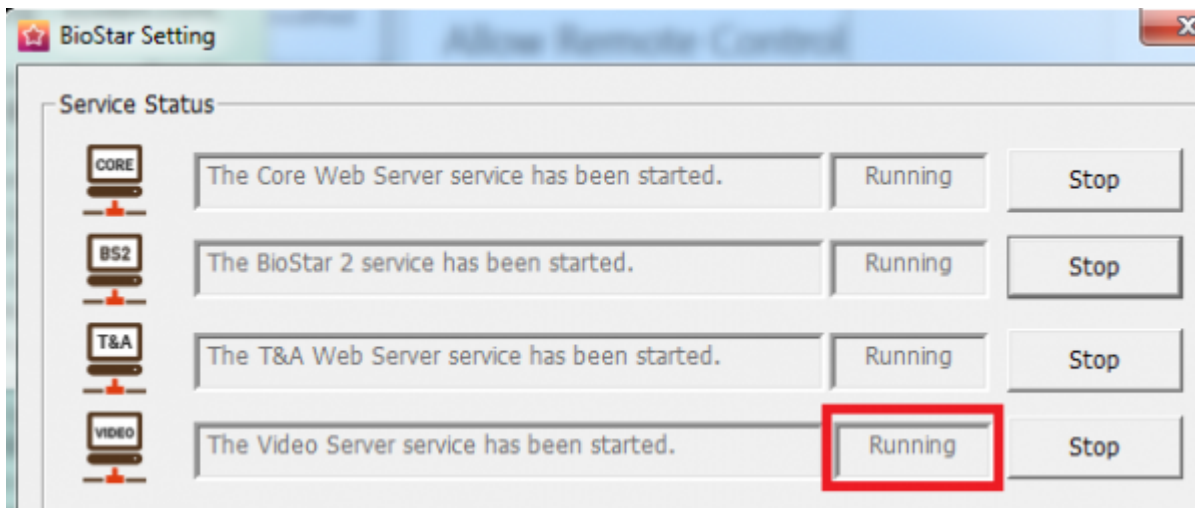 BioStar Setting
Allow Remote Control
Service Status
CORE
The Core Web Server service has been started. Running Stop
BS2
The BioStar 2 service has been started. Running Stop
T&A
The T&A Web Server service has been started. Running Stop
VIDEO
The Video Server service has been started. Running Stop